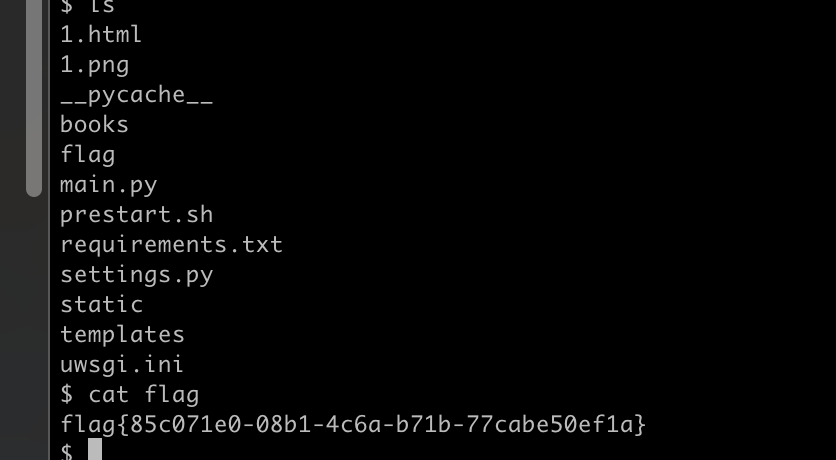 $ ls
1.html
1.png
__pycache__
books
flag
main.py
prestart.sh
requirements.txt
settings.py
static
templates
uwsgi.ini
$ cat flag
flag{85c071e0-08b1-4c6a-b71b-77cabe50ef1a}
$